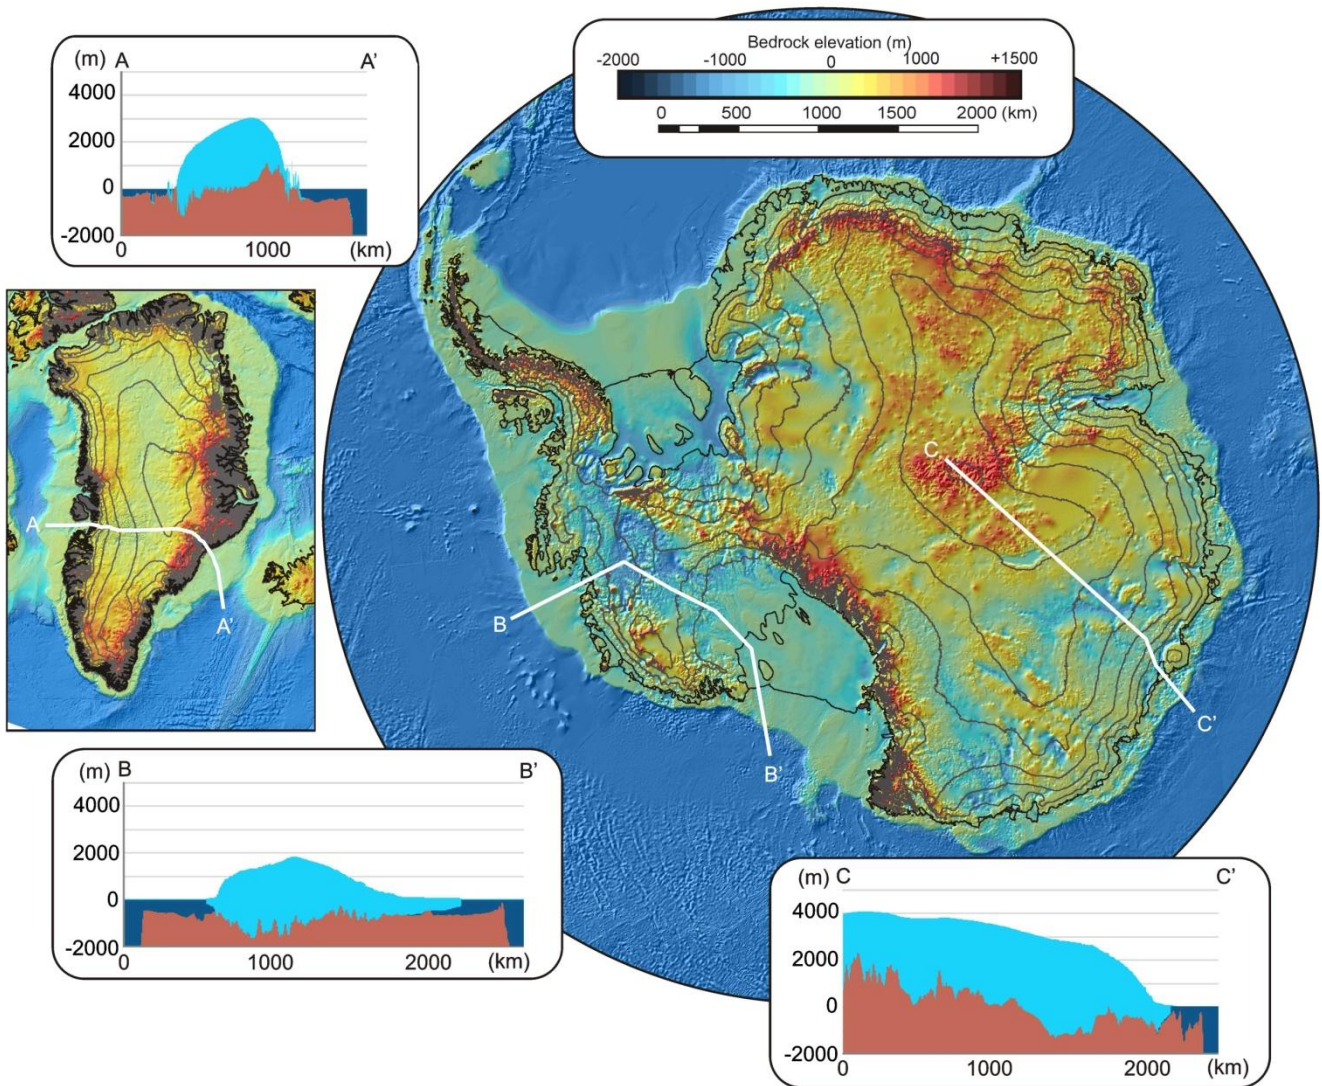 Bedrock elevation (m)
-2000 -1000 0 1000 +1500
0 500 1000 1500 2000 (km)
(m) A A'
4000
2000
0
-2000
0 1000 (km)
A
A'
B
B'
C
C'
(m) B B'
4000
2000
0
-2000
0 1000 2000 (km)
(m) C C'
4000
2000
0
-2000
0 1000 2000 (km)